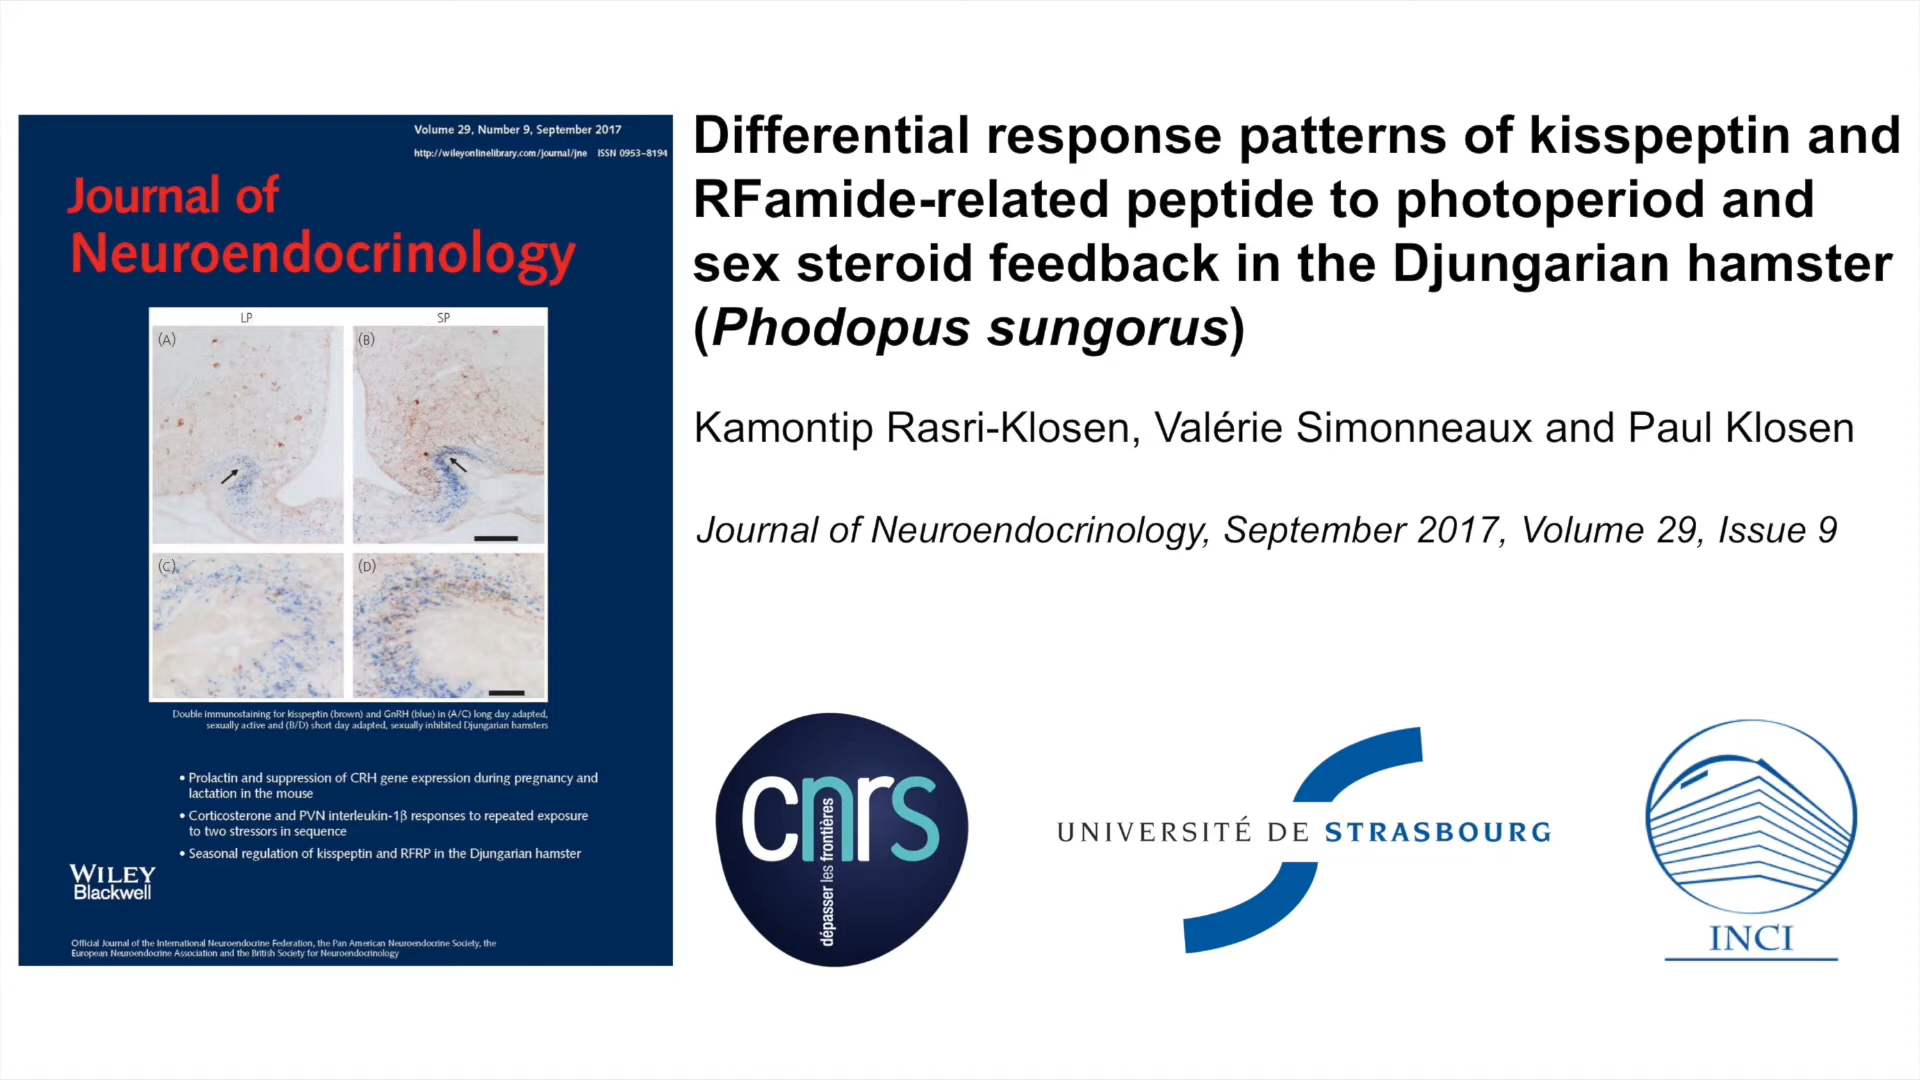 Volume 29, Number 9, September 2017
http://wileyonlinelibrary.com/journal/jne ISSN 0953–8194
Journal of
Neuroendocrinology
LP SP
(A) (B)
(C) (D)
Double immunostaining for kisspeptin (brown) and GnRH (blue) in (A/C) long day adapted,
sexually active and (B/D) short day adapted, sexually inhibited Djungarian hamsters
• Prolactin and suppression of CRH gene expression during pregnancy and
lactation in the mouse
• Corticosterone and PVN interleukin-1β responses to repeated exposure
to two stressors in sequence
• Seasonal regulation of kisspeptin and RFRP in the Djungarian hamster
WILEY
Blackwell
Official Journal of the International Neuroendocrine Federation, the Pan American Neuroendocrine Society, the
European Neuroendocrine Association and the British Society for Neuroendocrinology
Differential response patterns of kisspeptin and
RFamide-related peptide to photoperiod and
sex steroid feedback in the Djungarian hamster
(Phodopus sungorus)
Kamontip Rasri-Klosen, Valérie Simonneaux and Paul Klosen
Journal of Neuroendocrinology, September 2017, Volume 29, Issue 9
cnrs
dépasser les frontières
UNIVERSITÉ DE STRASBOURG
INCI